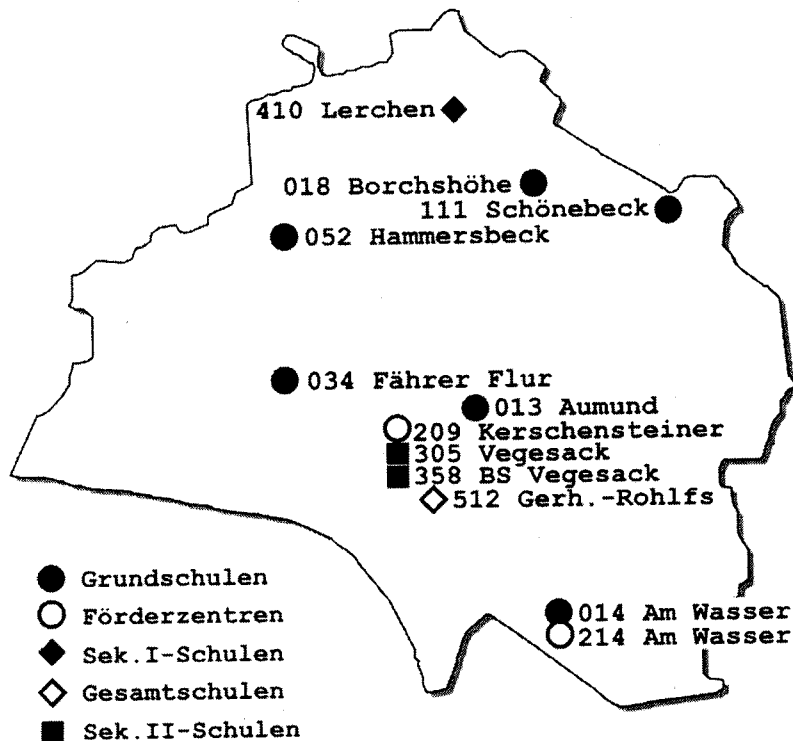 410 Lerchen
018 Borchshöhe
111 Schönebeck
052 Hammersbeck
034 Fährer Flur
013 Aumund
209 Kerschensteiner
305 Vegesack
358 BS Vegesack
512 Gerh.-Rohlfs
Grundschulen
Förderzentren
Sek.I-Schulen
Gesamtschulen
Sek.II-Schulen
014 Am Wasser
214 Am Wasser